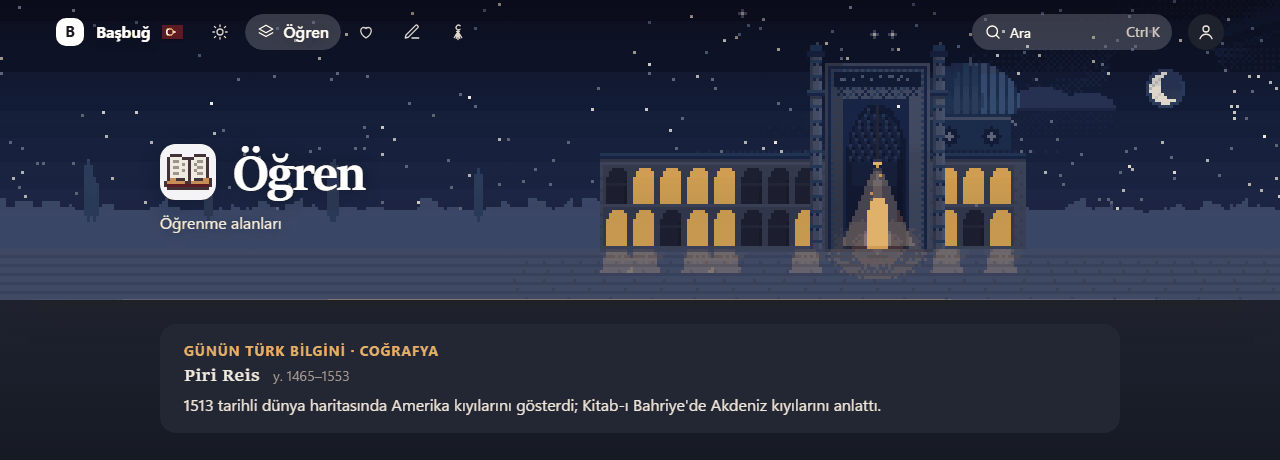 B Başbuğ Öğren Ara Ctrl K
Öğren
Öğrenme alanları
GÜNÜN TÜRK BİLGİNİ · COĞRAFYA
Piri Reis y. 1465–1553
1513 tarihli dünya haritasında Amerika kıyılarını gösterdi; Kitab-ı Bahriye'de Akdeniz kıyılarını anlattı.